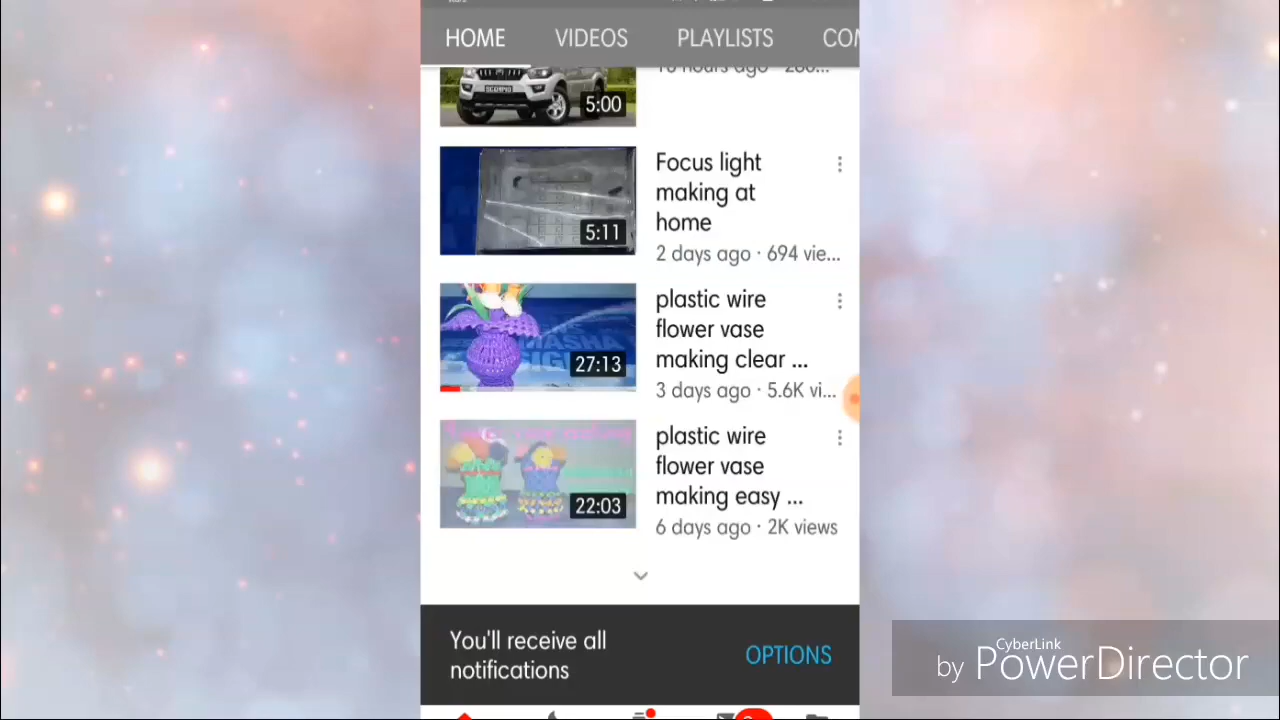 HOME VIDEOS PLAYLISTS COM
5:00
Focus light
making at
home
2 days ago · 694 vie...
5:11
plastic wire
flower vase
making clear ...
3 days ago · 5.6K vi...
27:13
plastic wire
flower vase
making easy ...
6 days ago · 2K views
22:03
You'll receive all
notifications
OPTIONS
CyberLink
by PowerDirector